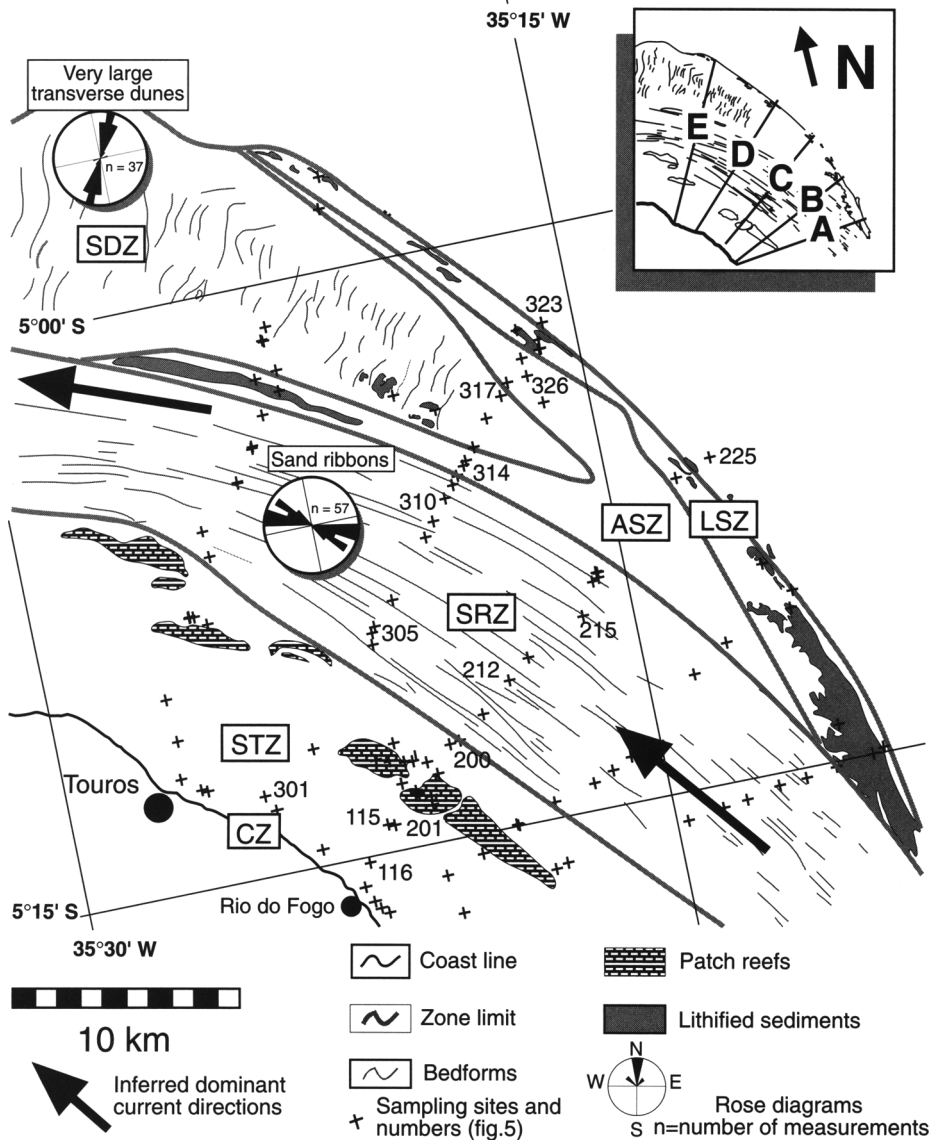 35°15' W
Very large
transverse dunes
N
n = 37
E
D
C
B
A
SDZ
5°00' S
323
317
326
225
Sand ribbons
314
310
n = 57
ASZ
LSZ
SRZ
305
215
212
STZ
200
Touros
301
115
201
CZ
116
Rio do Fogo
5°15' S
35°30' W
10 km
Inferred dominant
current directions
Coast line
Zone limit
Bedforms
Sampling sites and
numbers (fig.5)
Patch reefs
Lithified sediments
N
W
E
S
Rose diagrams
n=number of measurements